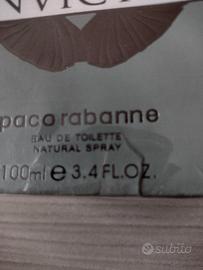 paco rabanne
EAU DE TOILETTE
NATURAL SPRAY
100ml e 3.4 FL.OZ.
subito